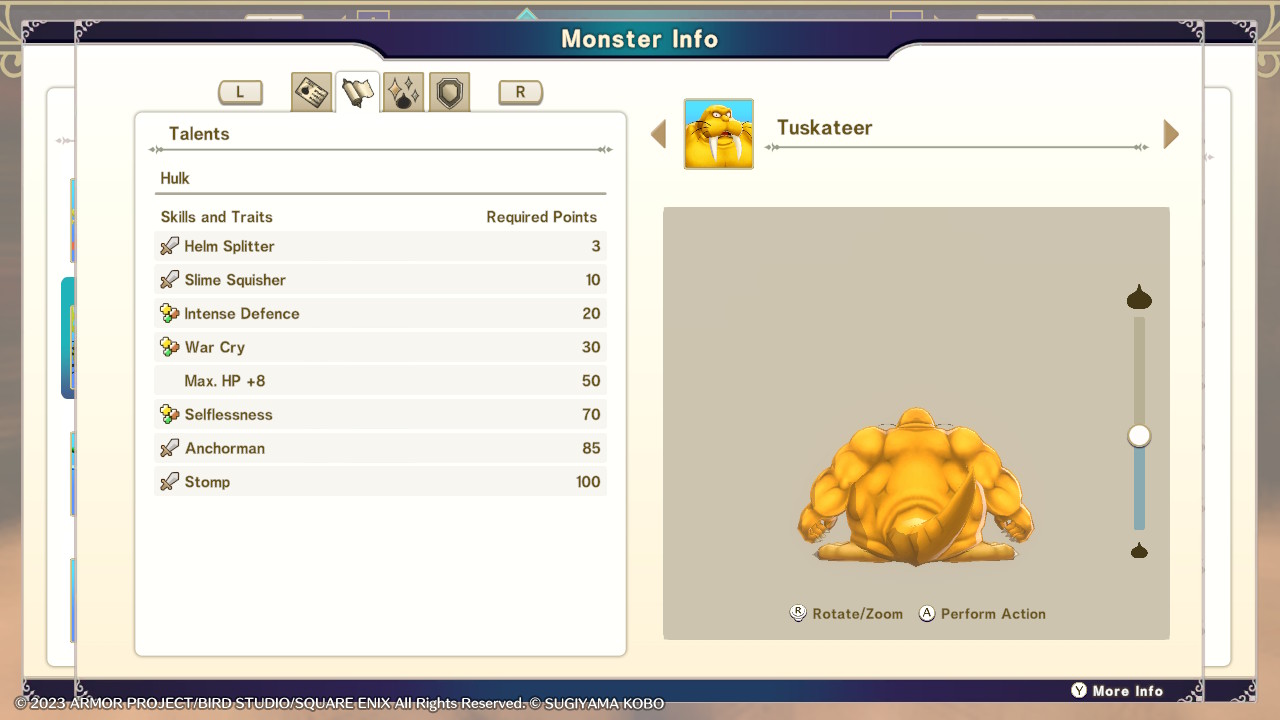 Monster Info
L
R
Talents
Hulk
Skills and Traits Required Points
Helm Splitter 3
Slime Squisher 10
Intense Defence 20
War Cry 30
Max. HP +8 50
Selflessness 70
Anchorman 85
Stomp 100
Tuskateer
R Rotate/Zoom A Perform Action
Y More Info
© 2023 ARMOR PROJECT/BIRD STUDIO/SQUARE ENIX All Rights Reserved. © SUGIYAMA KOBO